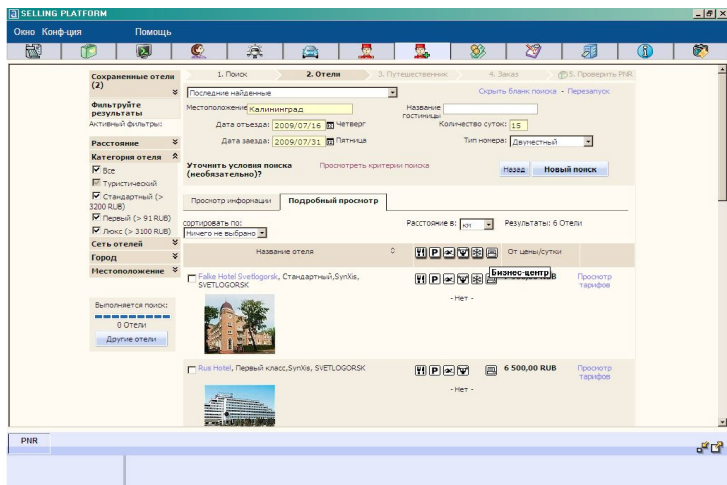 SELLING PLATFORM
Окно Конф-ция Помощь
Сохраненные отели (2)
1. Поиск 2. Отели 3. Путешественник 4. Заказ 5. Проверить PNR
Последние найденные
Скрыть бланк поиска - Перезапуск
Фильтруйте результаты
Активный фильтры:
Местоположение Калининград
Название гостиницы
Дата отъезда: 2009/07/16 Четверг
Количество суток: 15
Дата заезда: 2009/07/31 Пятница
Тип номера: Двуместный
Расстояние
Категория отеля
Все
Туристический
Стандартный (> 3200 RUB)
Первый (> 91 RUB)
Люкс (> 3100 RUB)
Сеть отелей
Город
Местоположение
Уточнить условия поиска (необязательно)?
Просмотреть критерии поиска
Назад Новый поиск
Просмотр информации Подробный просмотр
сортировать по:
Ничего не выбрано
Расстояние в: км Результаты: 6 Отели
Название отеля От цены/сутки
Бизнес-центр
Falke Hotel Svetlogorsk, Стандартный,SynXis, SVETLOGORSK
RUB
Просмотр тарифов
- Нет -
Выполняется поиск:
0 Отели
Другие отели
Rus Hotel, Первый класс,SynXis, SVETLOGORSK
6 500,00 RUB
Просмотр тарифов
- Нет -
PNR